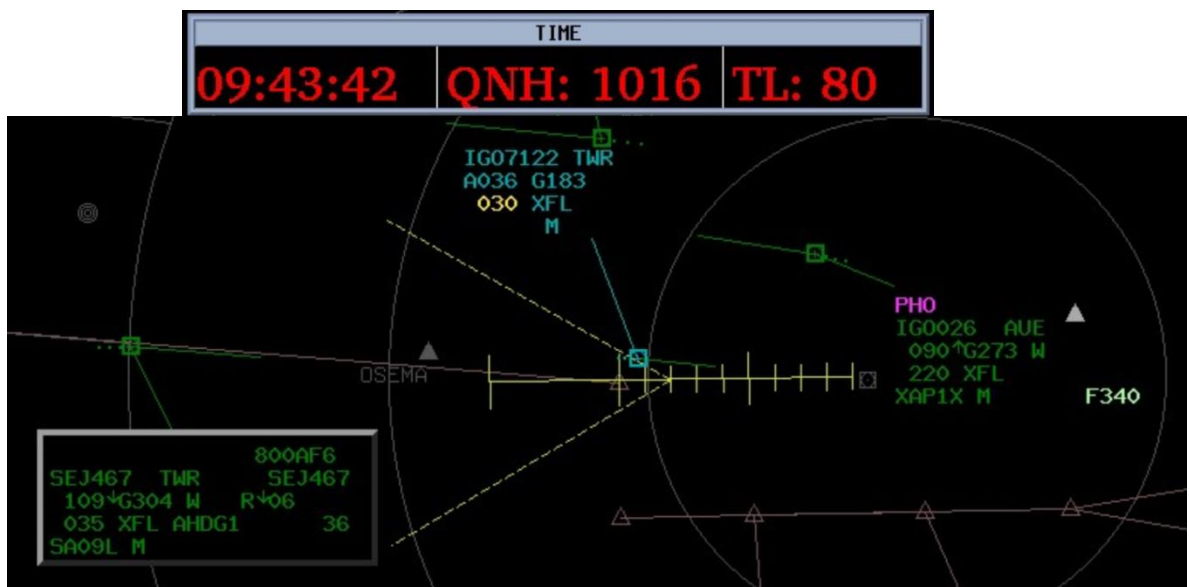 TIME
09:43:42 QNH: 1016 TL: 80
IGO7122 TWR
A036 G183
030 XFL
M
PHO
IGO026 AUE
090↑G273 W
220 XFL
XAP1X M
F340
OSEMA
800AF6
SEJ467 TWR SEJ467
109↓G304 W R↓06
035 XFL AHDG1 36
SA09L M